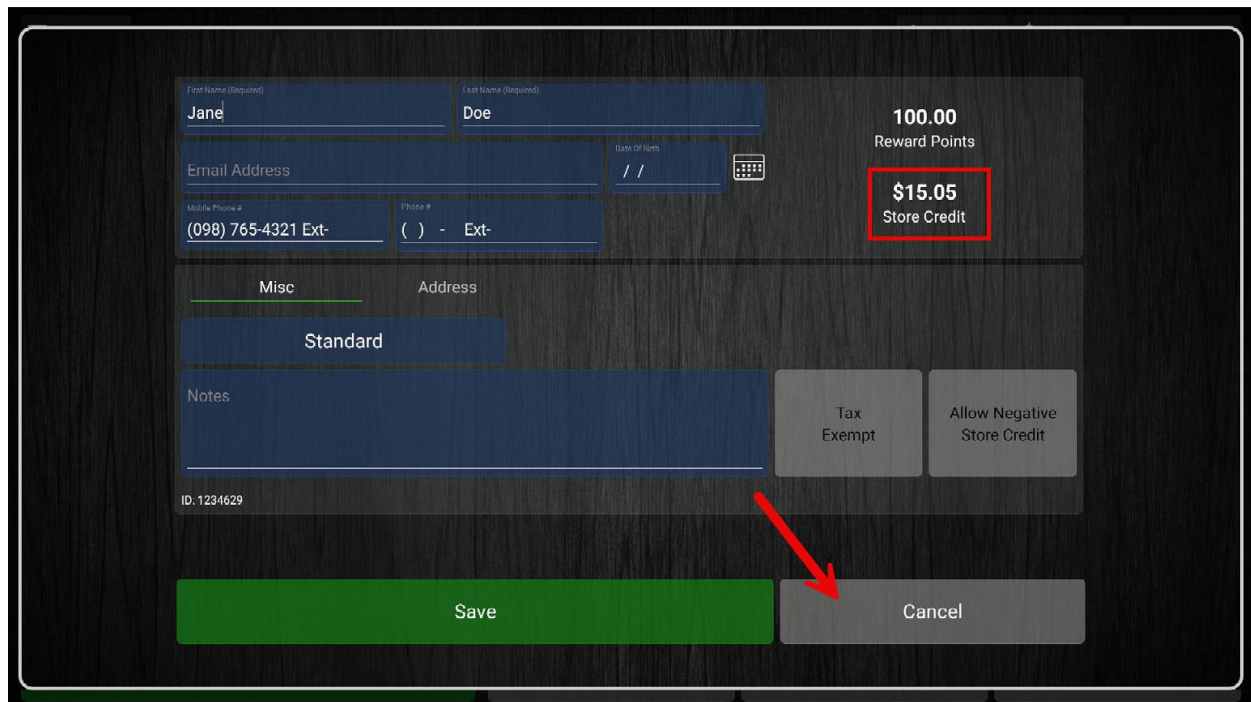 First Name (Required)
Jane
Last Name (Required)
Doe
100.00
Reward Points
Email Address
Date Of Birth
/ /
$15.05
Store Credit
Mobile Phone #
(098) 765-4321 Ext-
Phone #
( ) - Ext-
Misc
Address
Standard
Notes
Tax
Exempt
Allow Negative
Store Credit
ID: 1234629
Save
Cancel